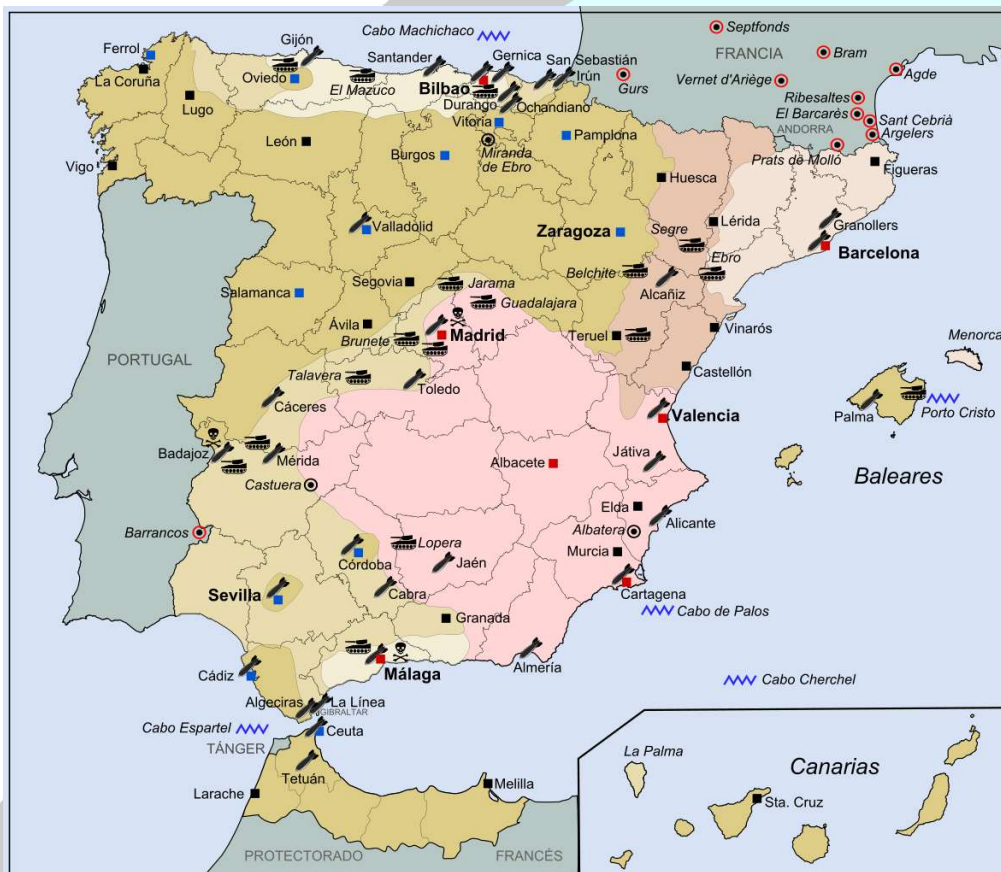 Cabo Machichaco
Septfonds
FRANCIA
Bram
Ferrol
Gijón
Santander
Gernica
San Sebastián
Irún
Gurs
Vernet d'Ariège
Agde
La Coruña
Oviedo
El Mazuco
Bilbao
Durango
Ochandiano
Ribesaltes
El Barcarès
Sant Cebrià
ANDORRA
Argelers
Lugo
Vitoria
Pamplona
León
Burgos
Miranda
de Ebro
Prats de Molló
Figueras
Vigo
Huesca
Valladolid
Zaragoza
Segre
Lérida
Granollers
Ebro
Barcelona
Belchite
Alcañiz
Salamanca
Segovia
Jarama
Guadalajara
Ávila
Brunete
Madrid
Teruel
Vinarós
PORTUGAL
Menorca
Talavera
Toledo
Castellón
Cáceres
Valencia
Palma
Porto Cristo
Badajoz
Mérida
Albacete
Játiva
Baleares
Castuera
Elda
Alicante
Barrancos
Albatera
Lopera
Murcia
Córdoba
Jaén
Sevilla
Cabra
Cartagena
Cabo de Palos
Granada
Almería
Cádiz
Málaga
Cabo Cherchel
Algeciras
La Línea
GIBRALTAR
Cabo Espartel
Ceuta
TÁNGER
La Palma
Canarias
Tetuán
Larache
Melilla
Sta. Cruz
PROTECTORADO
FRANCÉS